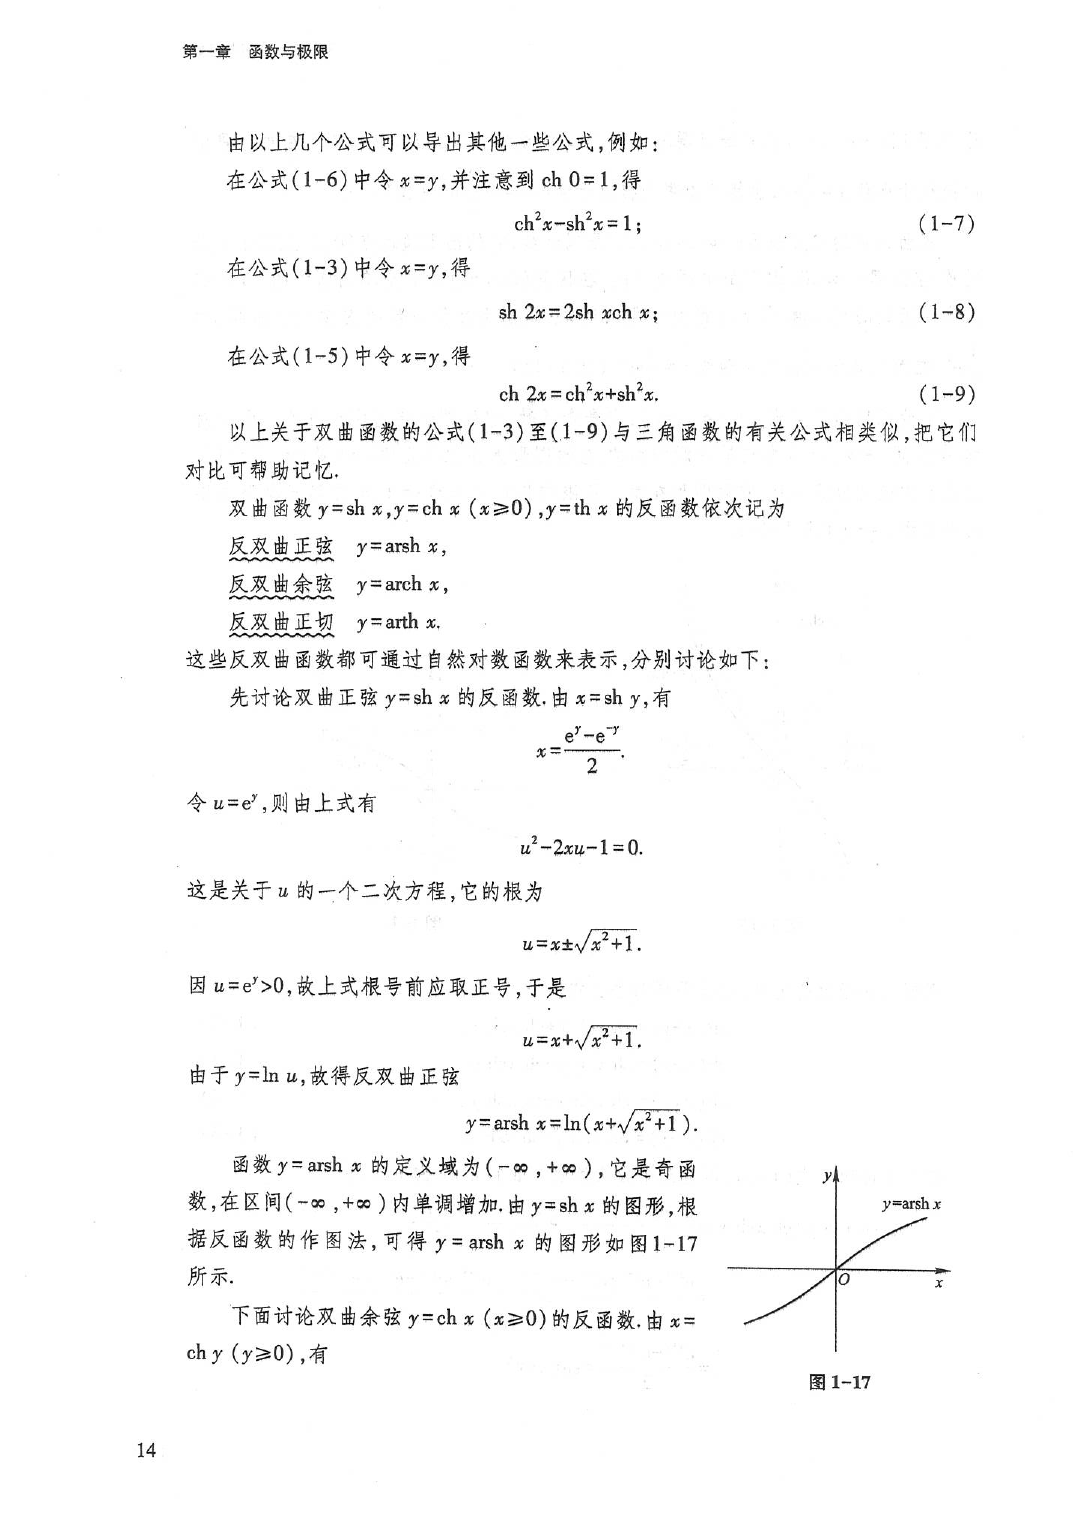 第一章 函数与极限
由以上几个公式可以导出其他一些公式,例如:
在公式(1-6)中令 x=y,并注意到 ch 0=1,得
ch²x-sh²x=1; (1-7)
在公式(1-3)中令 x=y,得
sh 2x=2sh xch x; (1-8)
在公式(1-5)中令 x=y,得
ch 2x=ch²x+sh²x. (1-9)
以上关于双曲函数的公式(1-3)至(1-9)与三角函数的有关公式相类似,把它们
对比可帮助记忆.
双曲函数 y=sh x,y=ch x (x≥0),y=th x 的反函数依次记为
反双曲正弦 y=arsh x,
反双曲余弦 y=arch x,
反双曲正切 y=arth x.
这些反双曲函数都可通过自然对数函数来表示,分别讨论如下:
先讨论双曲正弦 y=sh x 的反函数.由 x=sh y,有
x=\frac{e^y-e^{-y}}{2}.
令 u=e^y,则由上式有
u²-2xu-1=0.
这是关于 u 的一个二次方程,它的根为
u=x±√(x²+1).
因 u=e^y>0,故上式根号前应取正号,于是
u=x+√(x²+1).
由于 y=ln u,故得反双曲正弦
y=arsh x=ln(x+√(x²+1)).
函数 y=arsh x 的定义域为(-∞,+∞),它是奇函
数,在区间(-∞,+∞)内单调增加.由 y=sh x 的图形,根
据反函数的作图法,可得 y=arsh x 的图形如图1-17
所示.
下面讨论双曲余弦 y=ch x (x≥0)的反函数.由 x=
ch y (y≥0),有
y
y=arsh x
O
x
图 1-17
14